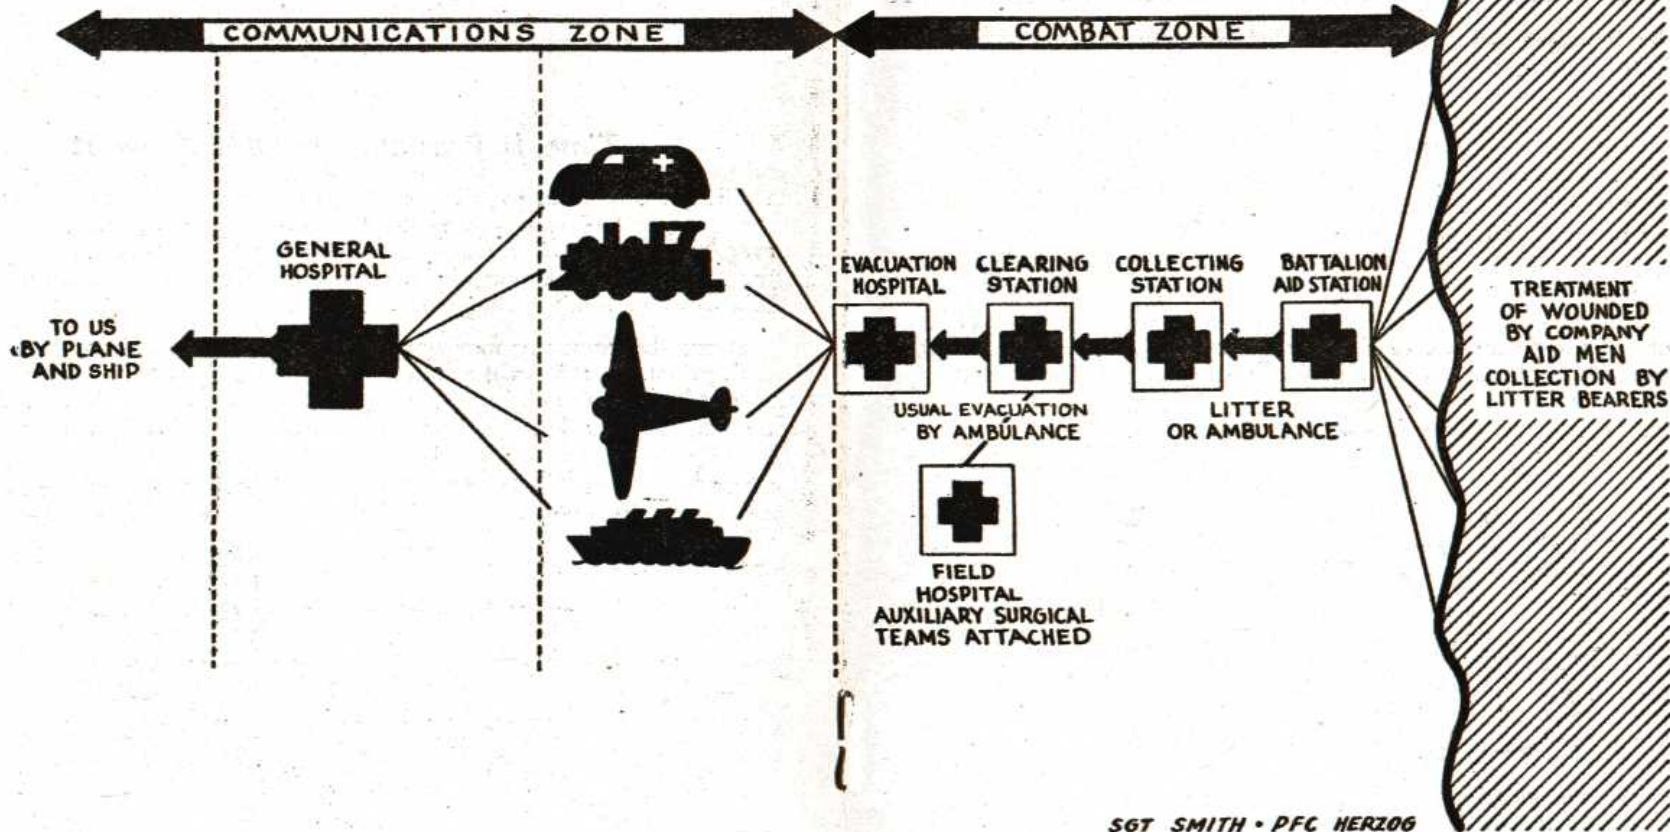 COMMUNICATIONS ZONE
COMBAT ZONE
GENERAL
HOSPITAL
TO US
BY PLANE
AND SHIP
EVACUATION
HOSPITAL
CLEARING
STATION
COLLECTING
STATION
BATTALION
AID STATION
USUAL EVACUATION
BY AMBULANCE
LITTER
OR AMBULANCE
FIELD
HOSPITAL
AUXILIARY SURGICAL
TEAMS ATTACHED
TREATMENT
OF WOUNDED
BY COMPANY
AID MEN
COLLECTION BY
LITTER BEARERS
SGT SMITH • PFC HERZOG